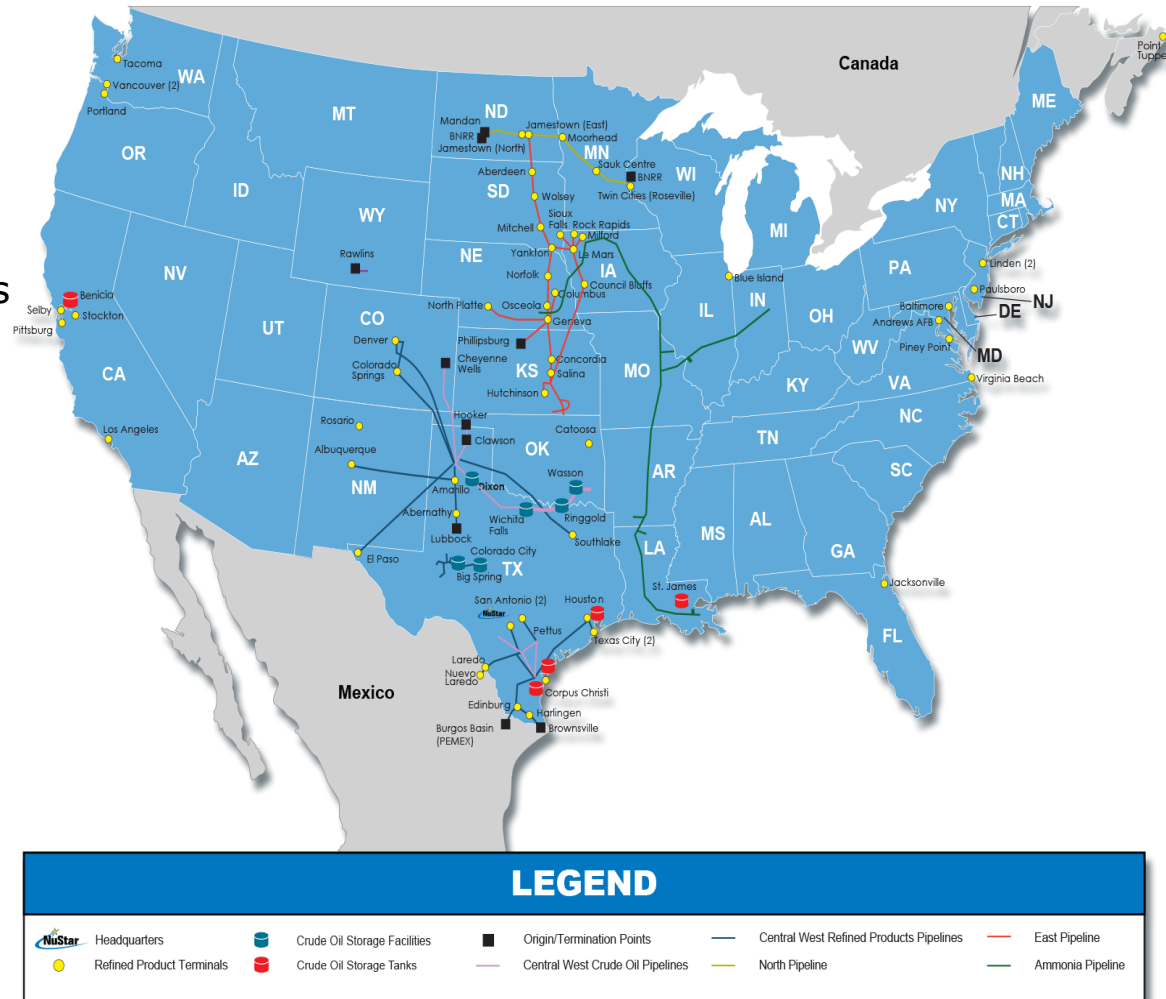 Canada
Point
Tupper
Tacoma
WA
Vancouver (2)
Portland
MT
ND
Mandan
BNRR
Jamestown (North)
Jamestown (East)
Moorhead
MN
Sauk Centre
BNRR
Twin Cities (Roseville)
ME
OR
ID
WY
SD
Aberdeen
Wolsey
Mitchell
Sioux
Falls
Rock Rapids
Milford
WI
MI
NY
NH
MA
CT
Rawlins
NE
Yankton
Le Mars
IA
Norfolk
Council Bluffs
Columbus
Osceola
North Platte
Geneva
Blue Island
IL
IN
OH
PA
Linden (2)
Paulsboro
NJ
DE
Baltimore
Andrews AFB
Piney Point
MD
WV
VA
Virginia Beach
s
NV
UT
CO
Benicia
Selby
Stockton
Pittsburg
CA
Denver
Colorado
Springs
Phillipsburg
Cheyenne
Wells
KS
Concordia
Salina
Hutchinson
MO
KY
NC
TN
SC
Los Angeles
AZ
NM
Rosario
Albuquerque
Hooker
Clawson
OK
Catoosa
AR
Amarillo
Dixon
Wasson
Abernathy
Wichita
Falls
Ringgold
Lubbock
Southlake
El Paso
Colorado City
Big Spring
TX
LA
MS
AL
GA
St. James
Jacksonville
FL
San Antonio (2)
NuStar
Houston
Pettus
Texas City (2)
Laredo
Nuevo
Laredo
Corpus Christi
Mexico
Edinburg
Harlingen
Burgos Basin
(PEMEX)
Brownsville
LEGEND
NuStar Headquarters
Crude Oil Storage Facilities
Origin/Termination Points
Central West Refined Products Pipelines
East Pipeline
Refined Product Terminals
Crude Oil Storage Tanks
Central West Crude Oil Pipelines
North Pipeline
Ammonia Pipeline